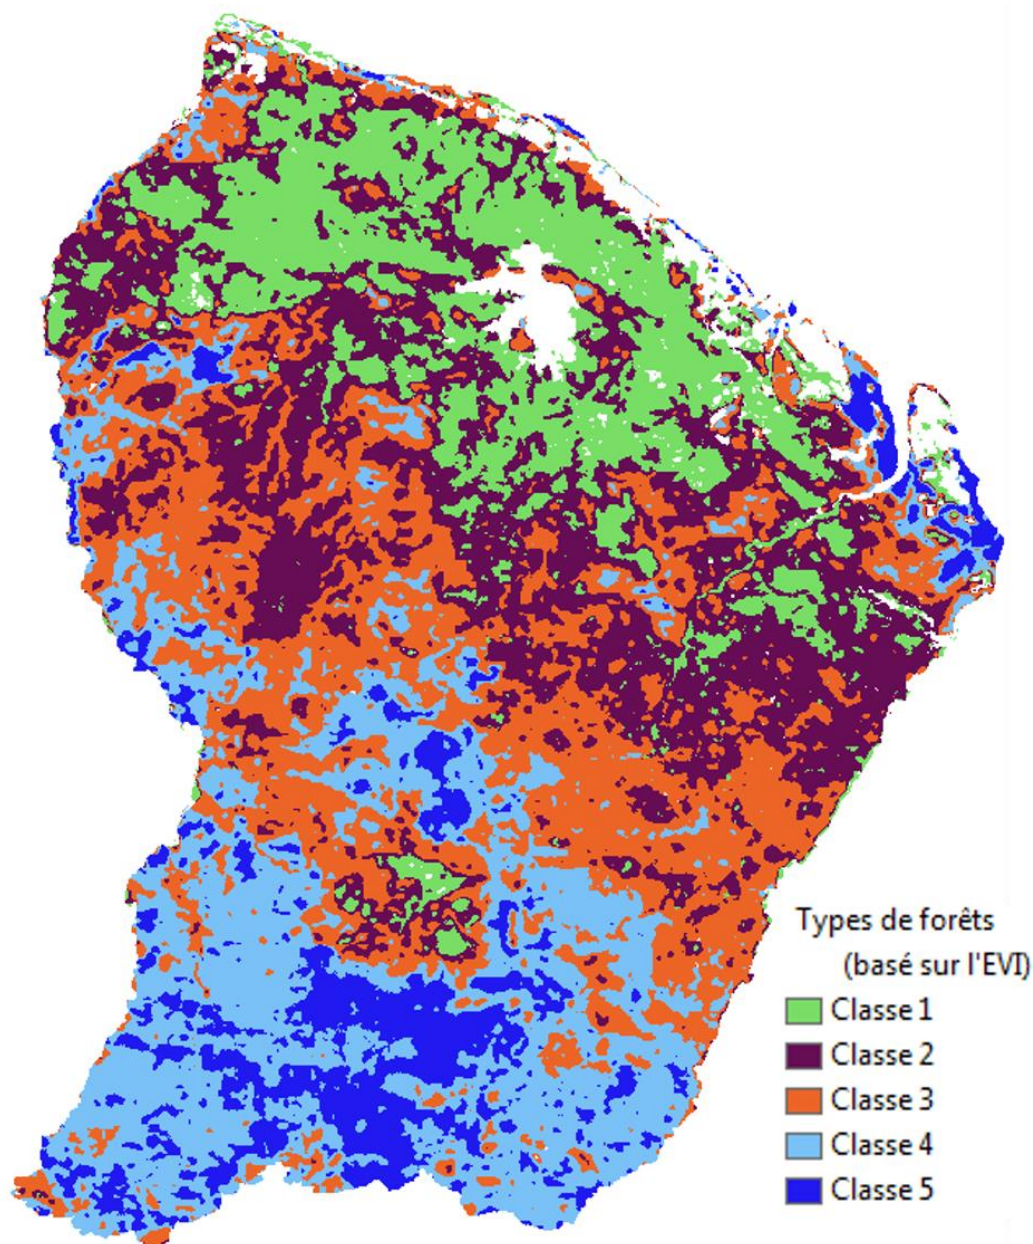 Types de forêts
(basé sur l'EVI)
Classe 1
Classe 2
Classe 3
Classe 4
Classe 5